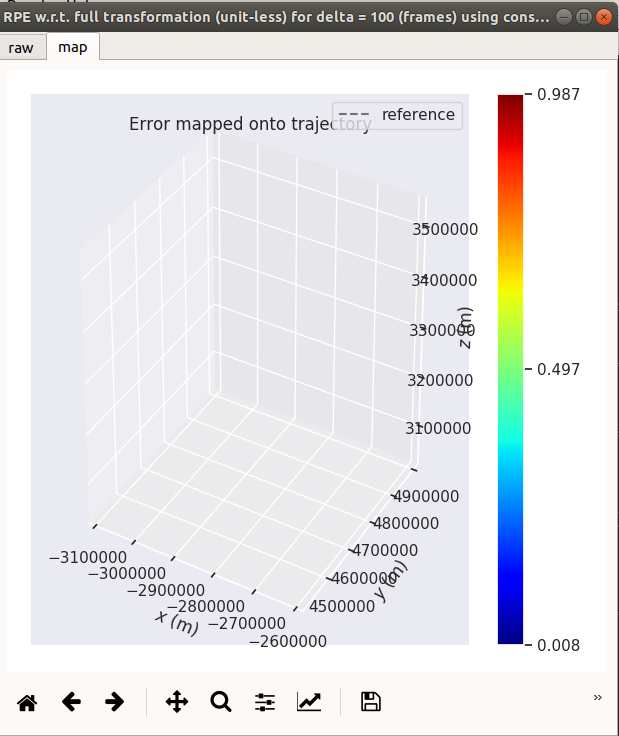 RPE w.r.t. full transformation (unit-less) for delta = 100 (frames) using cons...
raw
map
reference
Error mapped onto trajectory
0.987
0.497
0.008
3500000
3400000
3300000
3200000
3100000
z (m)
4900000
4800000
4700000
4600000
4500000
y (m)
−3100000
−3000000
−2900000
−2800000
−2700000
−2600000
x (m)
»